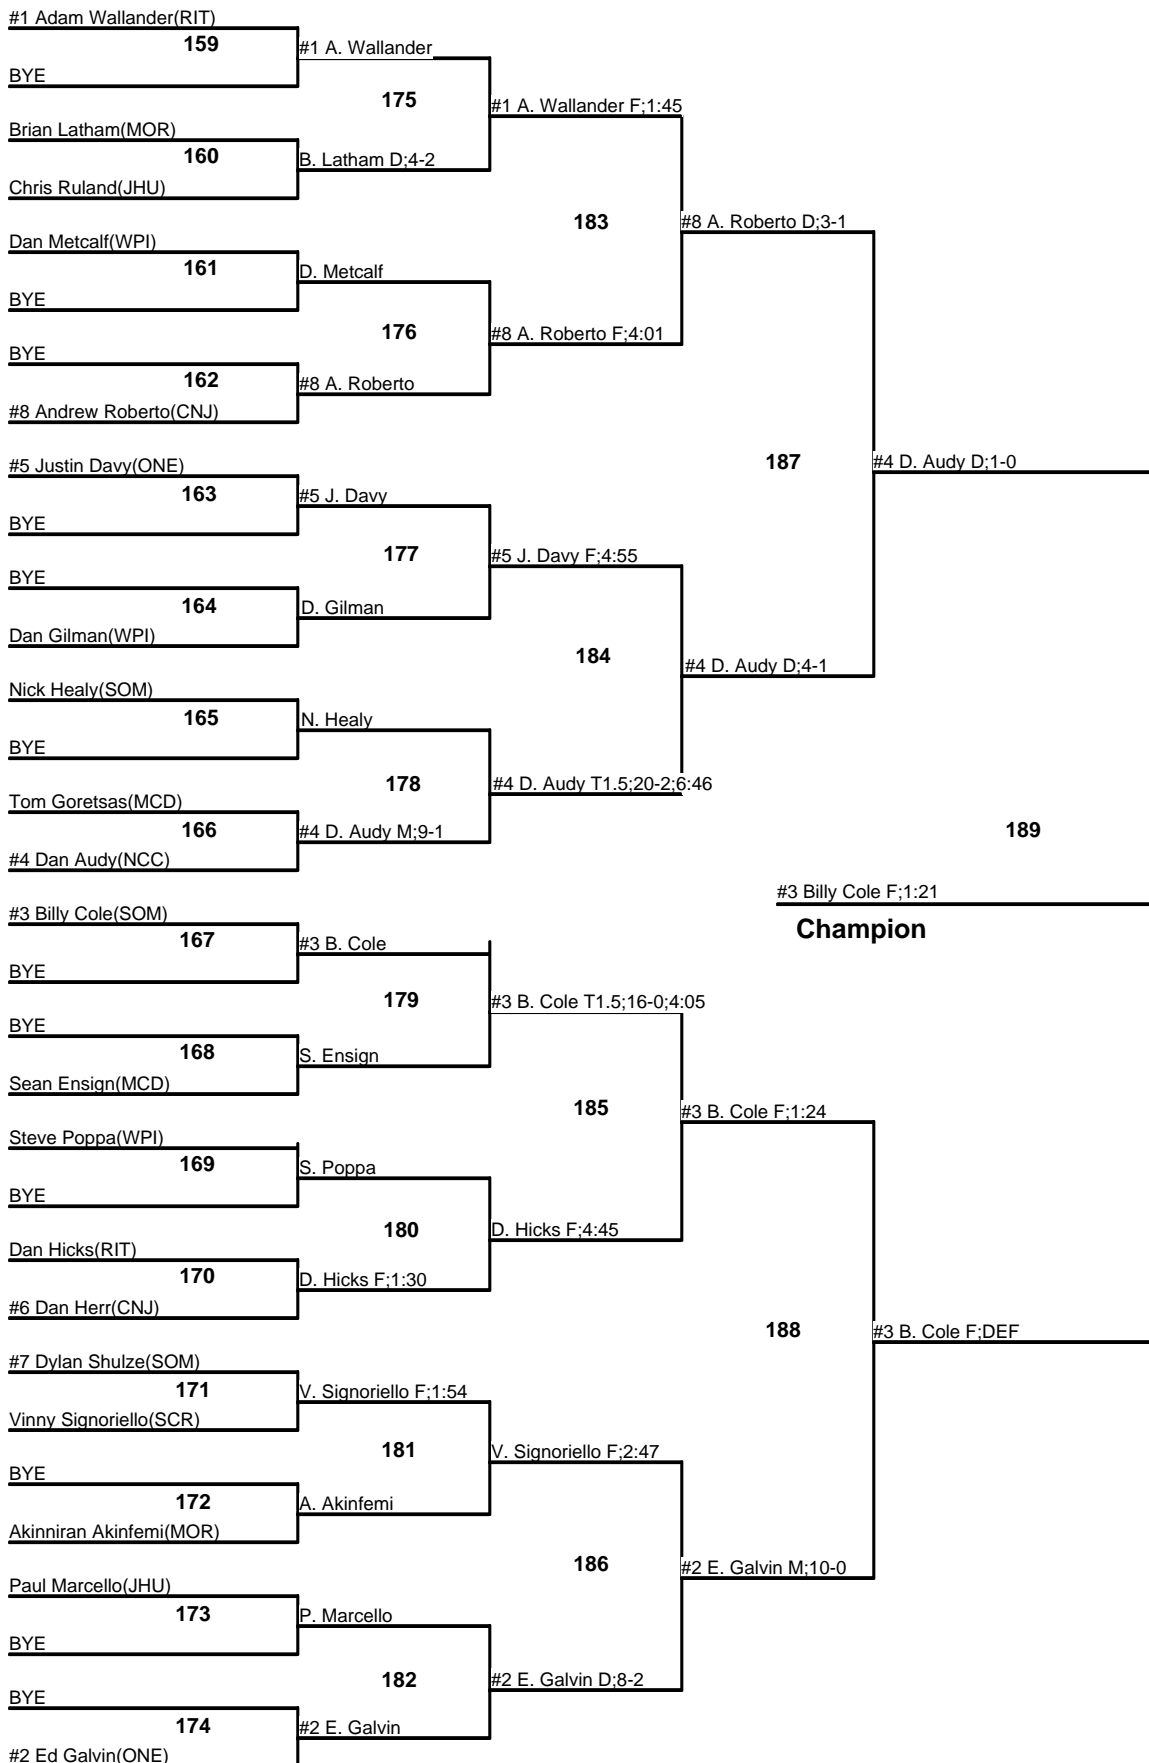 #1 Adam Wallander(RIT)
159
#1 A. Wallander
BYE
175
#1 A. Wallander F;1:45
Brian Latham(MOR)
160
B. Latham D;4-2
Chris Ruland(JHU)
183
#8 A. Roberto D;3-1
Dan Metcalf(WPI)
161
D. Metcalf
BYE
176
#8 A. Roberto F;4:01
BYE
162
#8 A. Roberto
#8 Andrew Roberto(CNJ)
187
#4 D. Audy D;1-0
#5 Justin Davy(ONE)
163
#5 J. Davy
BYE
177
#5 J. Davy F;4:55
BYE
164
D. Gilman
Dan Gilman(WPI)
184
#4 D. Audy D;4-1
Nick Healy(SOM)
165
N. Healy
BYE
178
#4 D. Audy T1.5;20-2;6:46
Tom Goretsas(MCD)
166
#4 D. Audy M;9-1
#4 Dan Audy(NCC)
189
#3 Billy Cole F;1:21
Champion
#3 Billy Cole(SOM)
167
#3 B. Cole
BYE
179
#3 B. Cole T1.5;16-0;4:05
BYE
168
S. Ensign
Sean Ensign(MCD)
185
#3 B. Cole F;1:24
Steve Poppa(WPI)
169
S. Poppa
BYE
180
D. Hicks F;4:45
Dan Hicks(RIT)
170
D. Hicks F;1:30
#6 Dan Herr(CNJ)
188
#3 B. Cole F;DEF
#7 Dylan Shulze(SOM)
171
V. Signoriello F;1:54
Vinny Signoriello(SCR)
181
V. Signoriello F;2:47
BYE
172
A. Akinfemi
Akinniran Akinfemi(MOR)
186
#2 E. Galvin M;10-0
Paul Marcello(JHU)
173
P. Marcello
BYE
182
#2 E. Galvin D;8-2
BYE
174
#2 E. Galvin
#2 Ed Galvin(ONE)